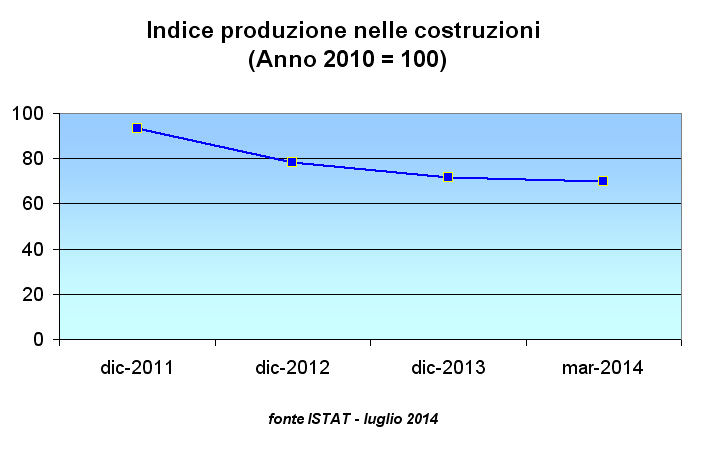 Indice produzione nelle costruzioni
(Anno 2010 = 100)
100
80
60
40
20
0
dic-2011 dic-2012 dic-2013 mar-2014
fonte ISTAT - luglio 2014